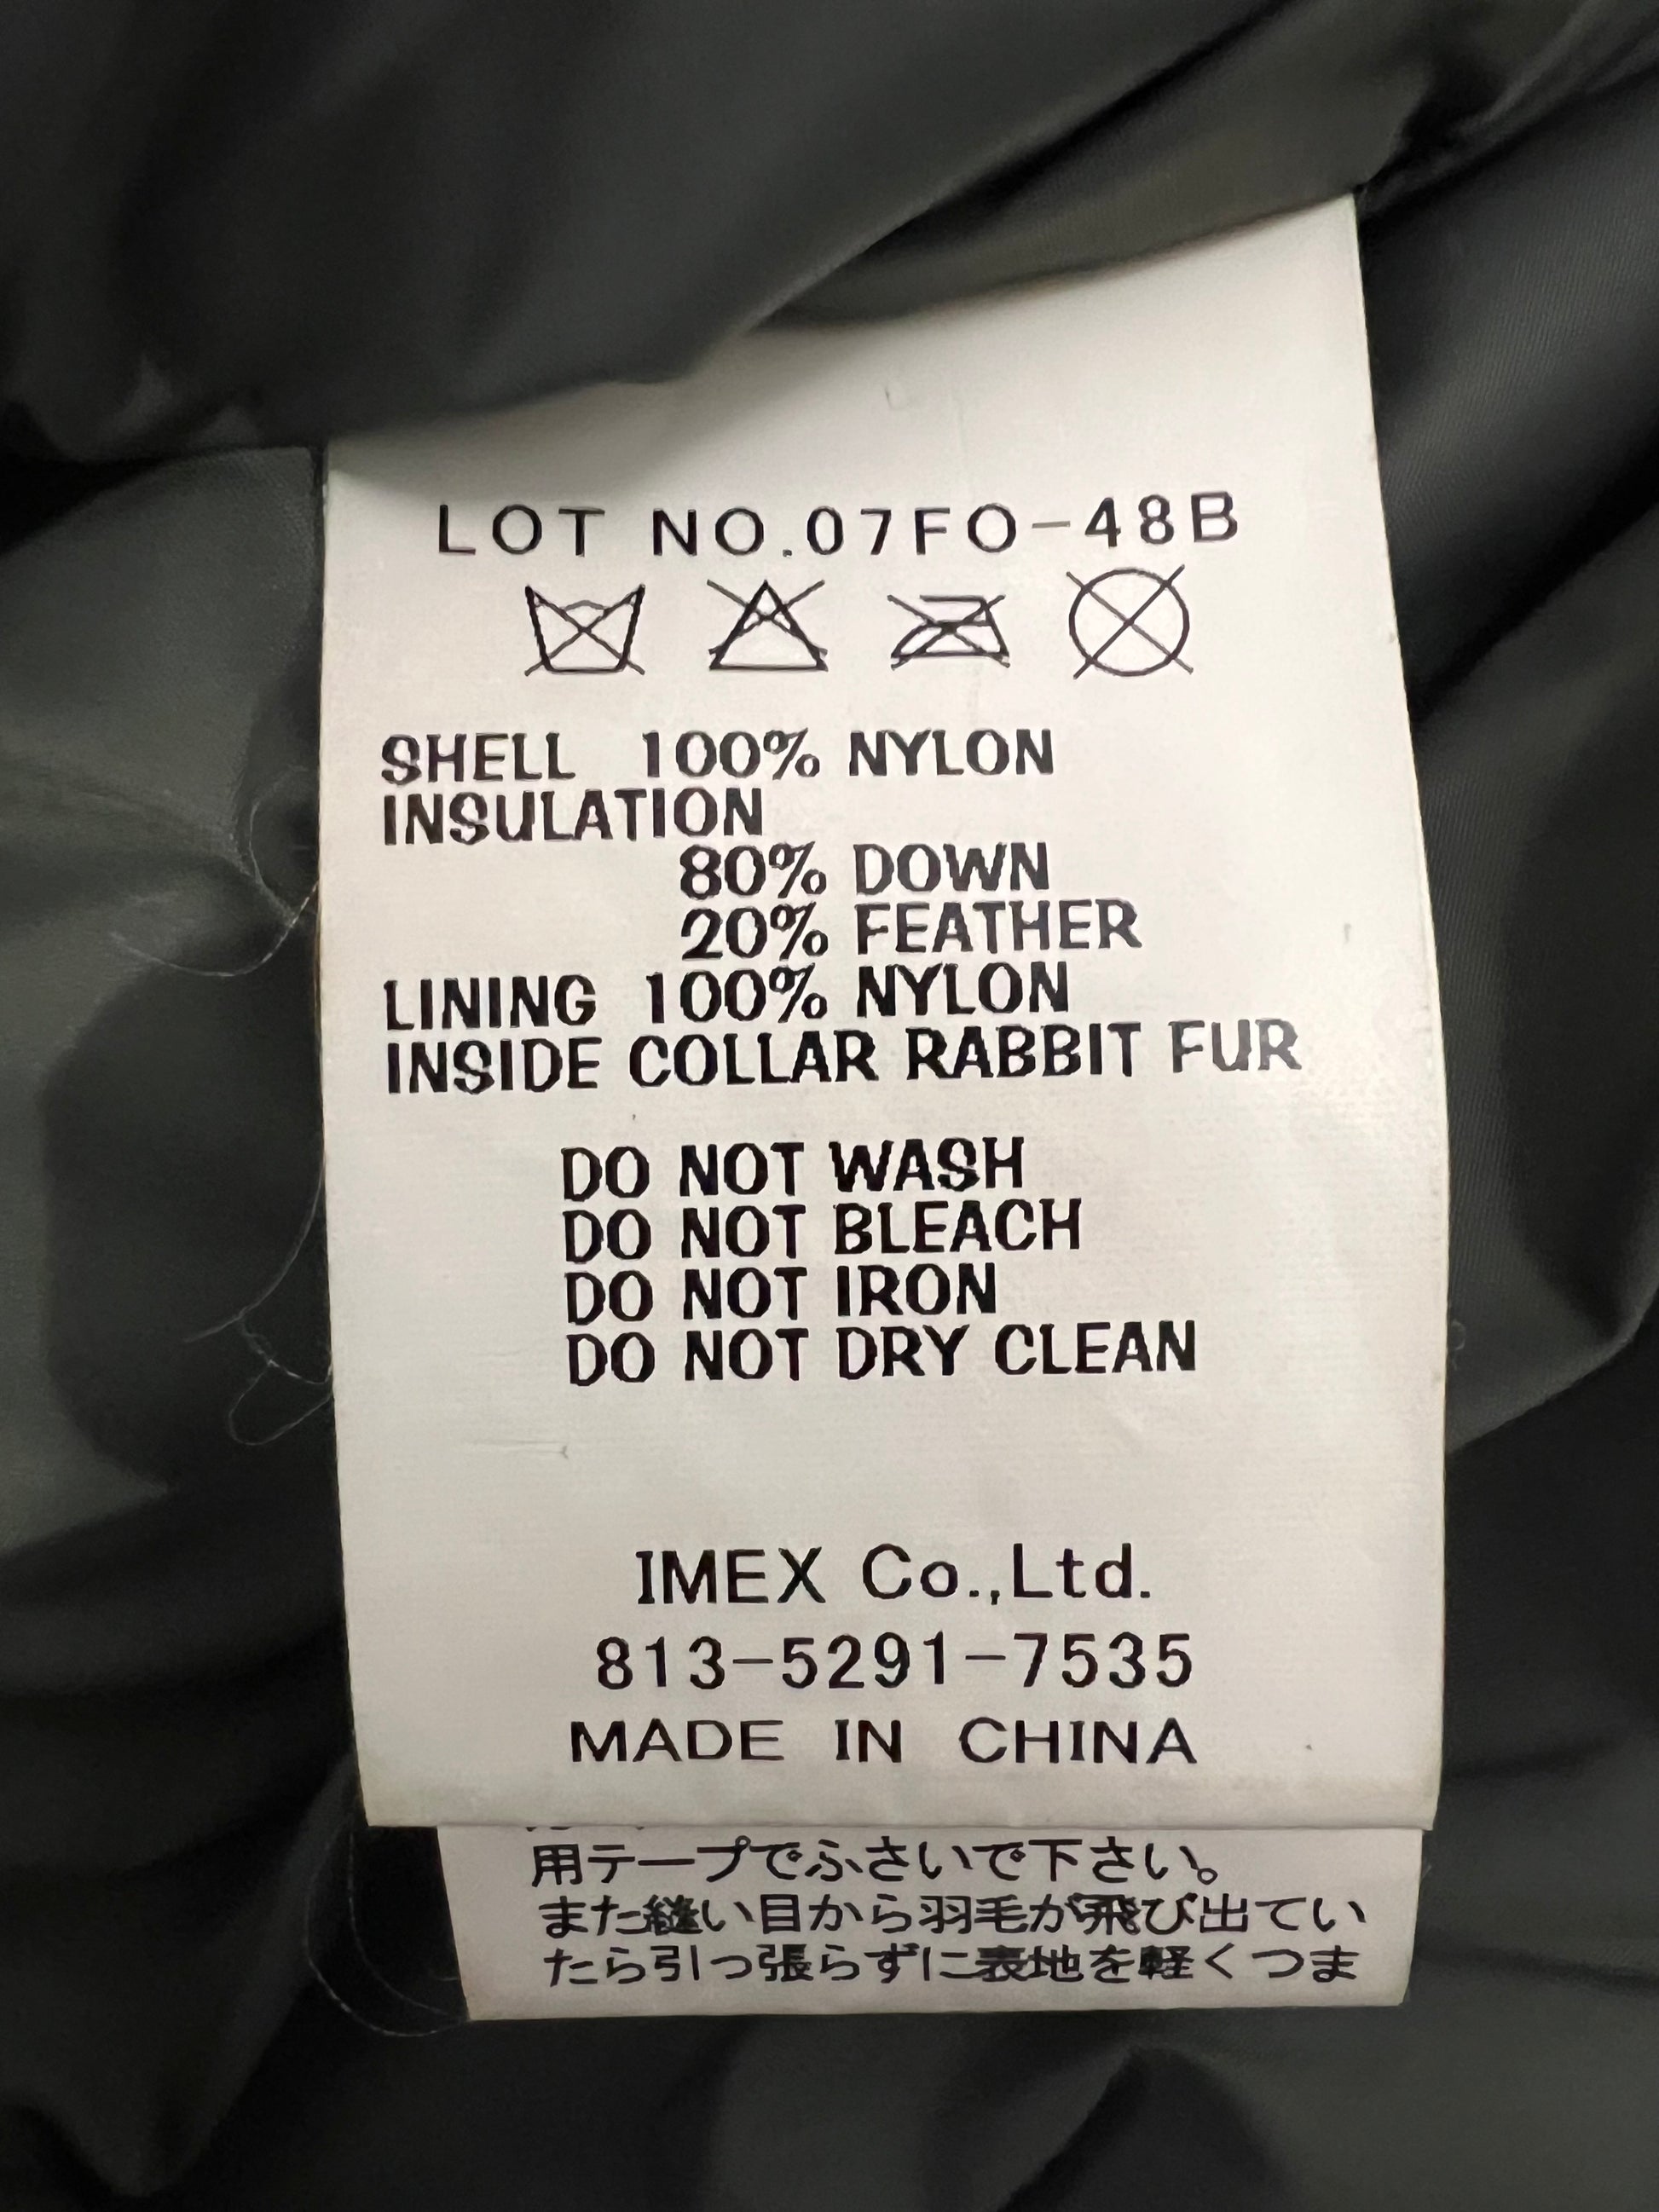 LOT NO.07FO-48B
SHELL 100% NYLON
INSULATION
80% DOWN
20% FEATHER
LINING 100% NYLON
INSIDE COLLAR RABBIT FUR
DO NOT WASH
DO NOT BLEACH
DO NOT IRON
DO NOT DRY CLEAN
IMEX Co.,Ltd.
813-5291-7535
MADE IN CHINA
用テープでふさいで下さい。
また縫い目から羽毛が飛び出てい
たら引っ張らずに表地を軽くつま